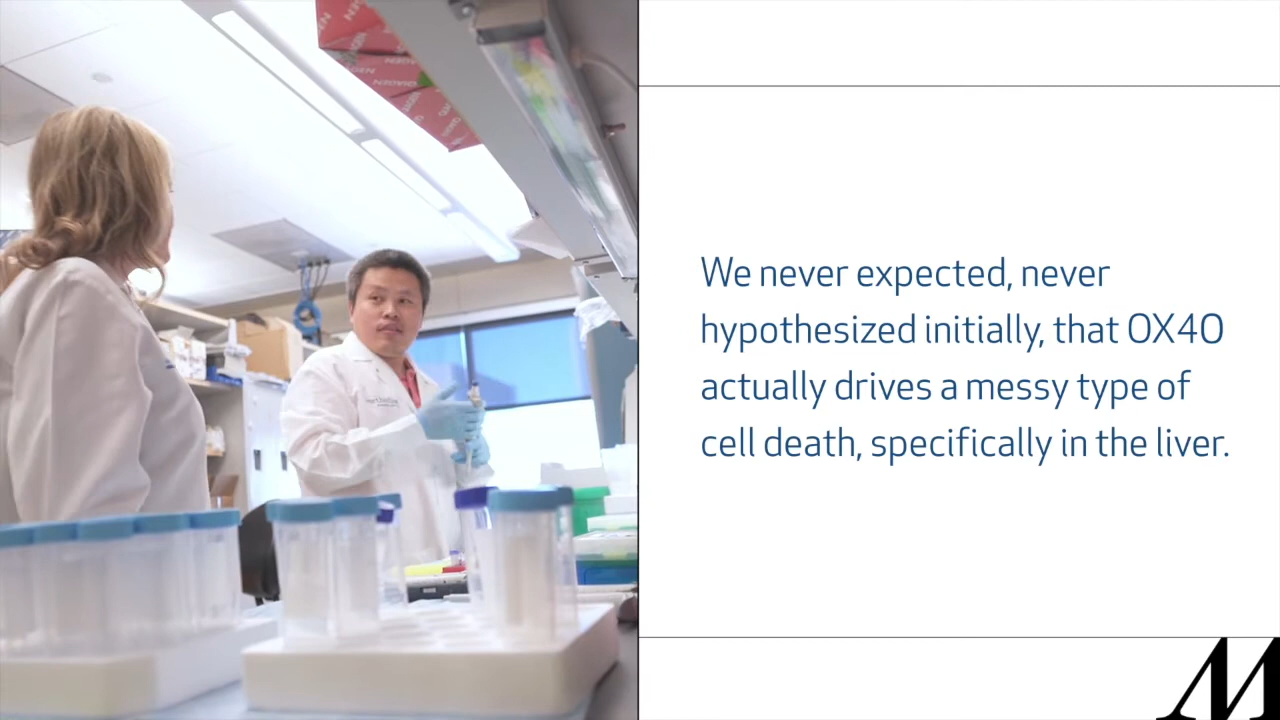 We never expected, never
hypothesized initially, that OX40
actually drives a messy type of
cell death, specifically in the liver.
QIAGEN
M